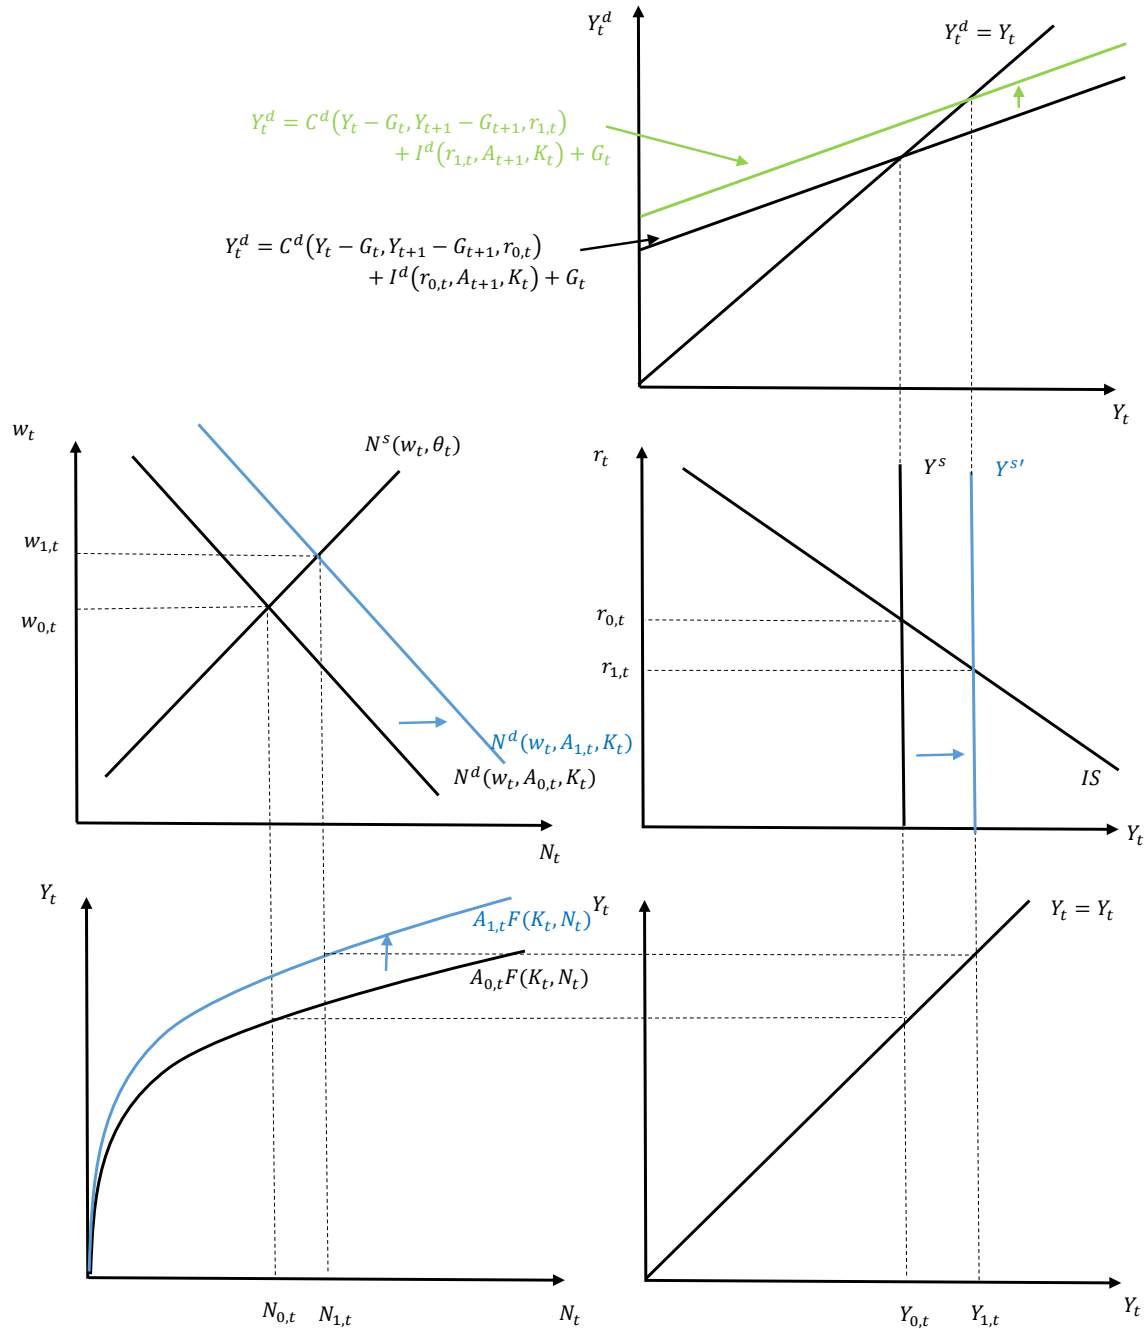 Y_t^d
Y_t^d = Y_t
Y_t^d = C^d(Y_t − G_t, Y_{t+1} − G_{t+1}, r_{1,t})
+ I^d(r_{1,t}, A_{t+1}, K_t) + G_t
Y_t^d = C^d(Y_t − G_t, Y_{t+1} − G_{t+1}, r_{0,t})
+ I^d(r_{0,t}, A_{t+1}, K_t) + G_t
Y_t
w_t
N^s(w_t, θ_t)
w_{1,t}
w_{0,t}
N^d(w_t, A_{1,t}, K_t)
N^d(w_t, A_{0,t}, K_t)
N_t
r_t
Y^s
Y^{s′}
r_{0,t}
r_{1,t}
IS
Y_t
Y_t
A_{1,t}F(K_t, N_t)
A_{0,t}F(K_t, N_t)
N_{0,t}
N_{1,t}
N_t
Y_t
Y_t = Y_t
Y_{0,t}
Y_{1,t}
Y_t